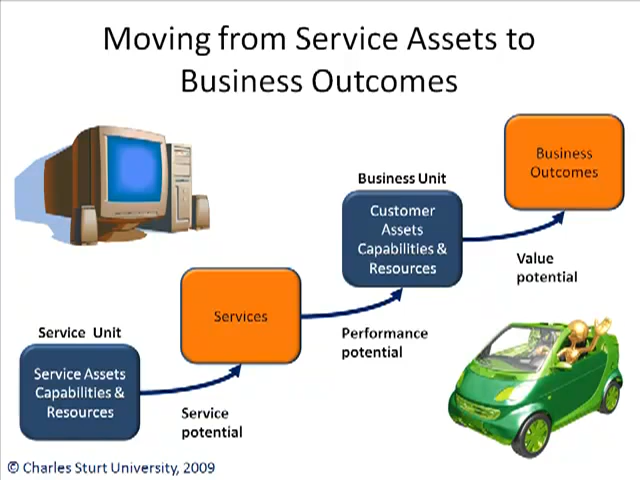 Moving from Service Assets to
Business Outcomes
Business
Outcomes
Business Unit
Customer
Assets
Capabilities &
Resources
Value
potential
Services
Performance
potential
Service Unit
Service Assets
Capabilities &
Resources
Service
potential
© Charles Sturt University, 2009